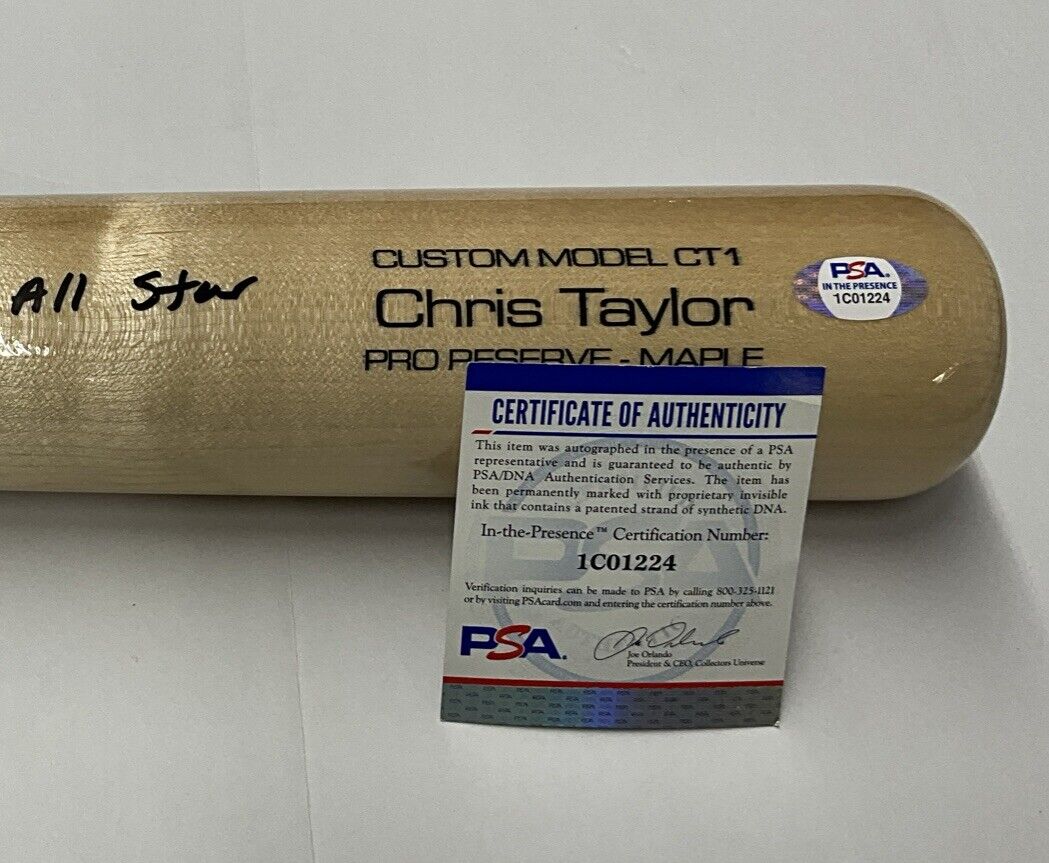 All Star
CUSTOM MODEL CT1
Chris Taylor
PRO RESERVE - MAPLE
PSA.
IN THE PRESENCE
1C01224
CERTIFICATE OF AUTHENTICITY
This item was autographed in the presence of a PSA
representative and is guaranteed to be authentic by
PSA/DNA Authentication Services. The item has
been permanently marked with proprietary invisible
ink that contains a patented strand of synthetic DNA.
In-the-Presence™ Certification Number:
1C01224
Verification inquiries can be made to PSA by calling 800-325-1121
or by visiting PSAcard.com and entering the certification number above.
PSA.
Joe Orlando
President & CEO, Collectors Universe